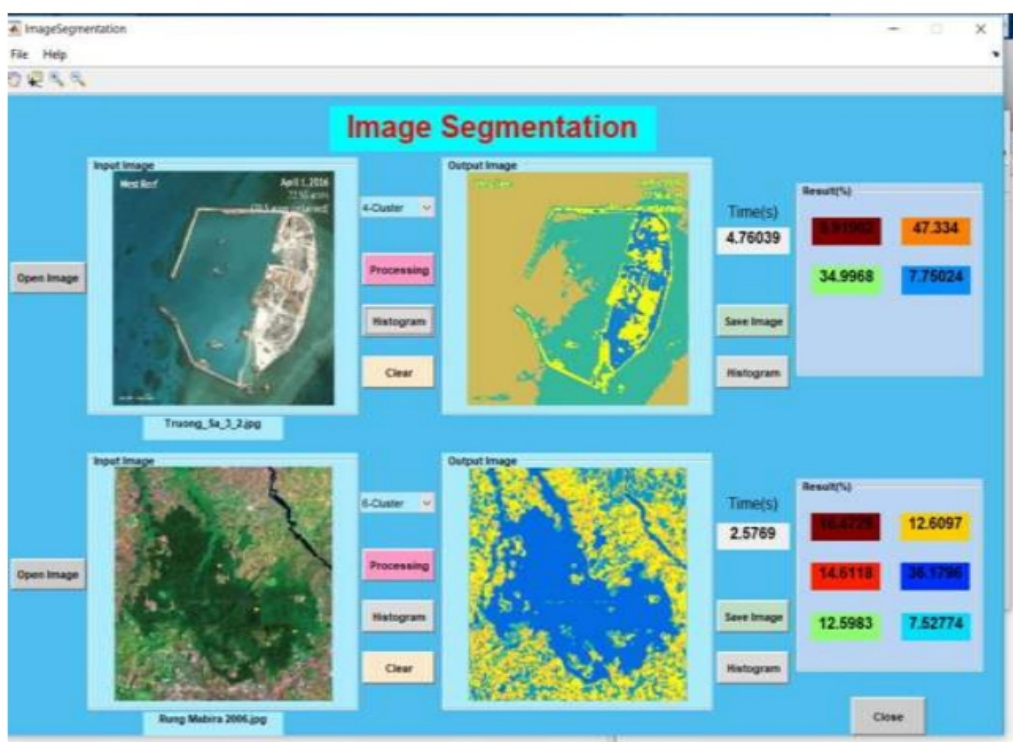 ImageSegmentation
File Help
Image Segmentation
Input Image
West Reef
April 1, 2016
4-Cluster
Open Image
Processing
Histogram
Clear
Truong_Sa_3_2.jpg
Output Image
Time(s)
4.76039
Save Image
Histogram
Result(%)
47.334
34.9968 7.75024
Input Image
6-Cluster
Open Image
Processing
Histogram
Clear
Rung Mabira 2006.jpg
Output Image
Time(s)
2.5769
Save Image
Histogram
Result(%)
12.6097
14.6118 36.1796
12.5983 7.52774
Close